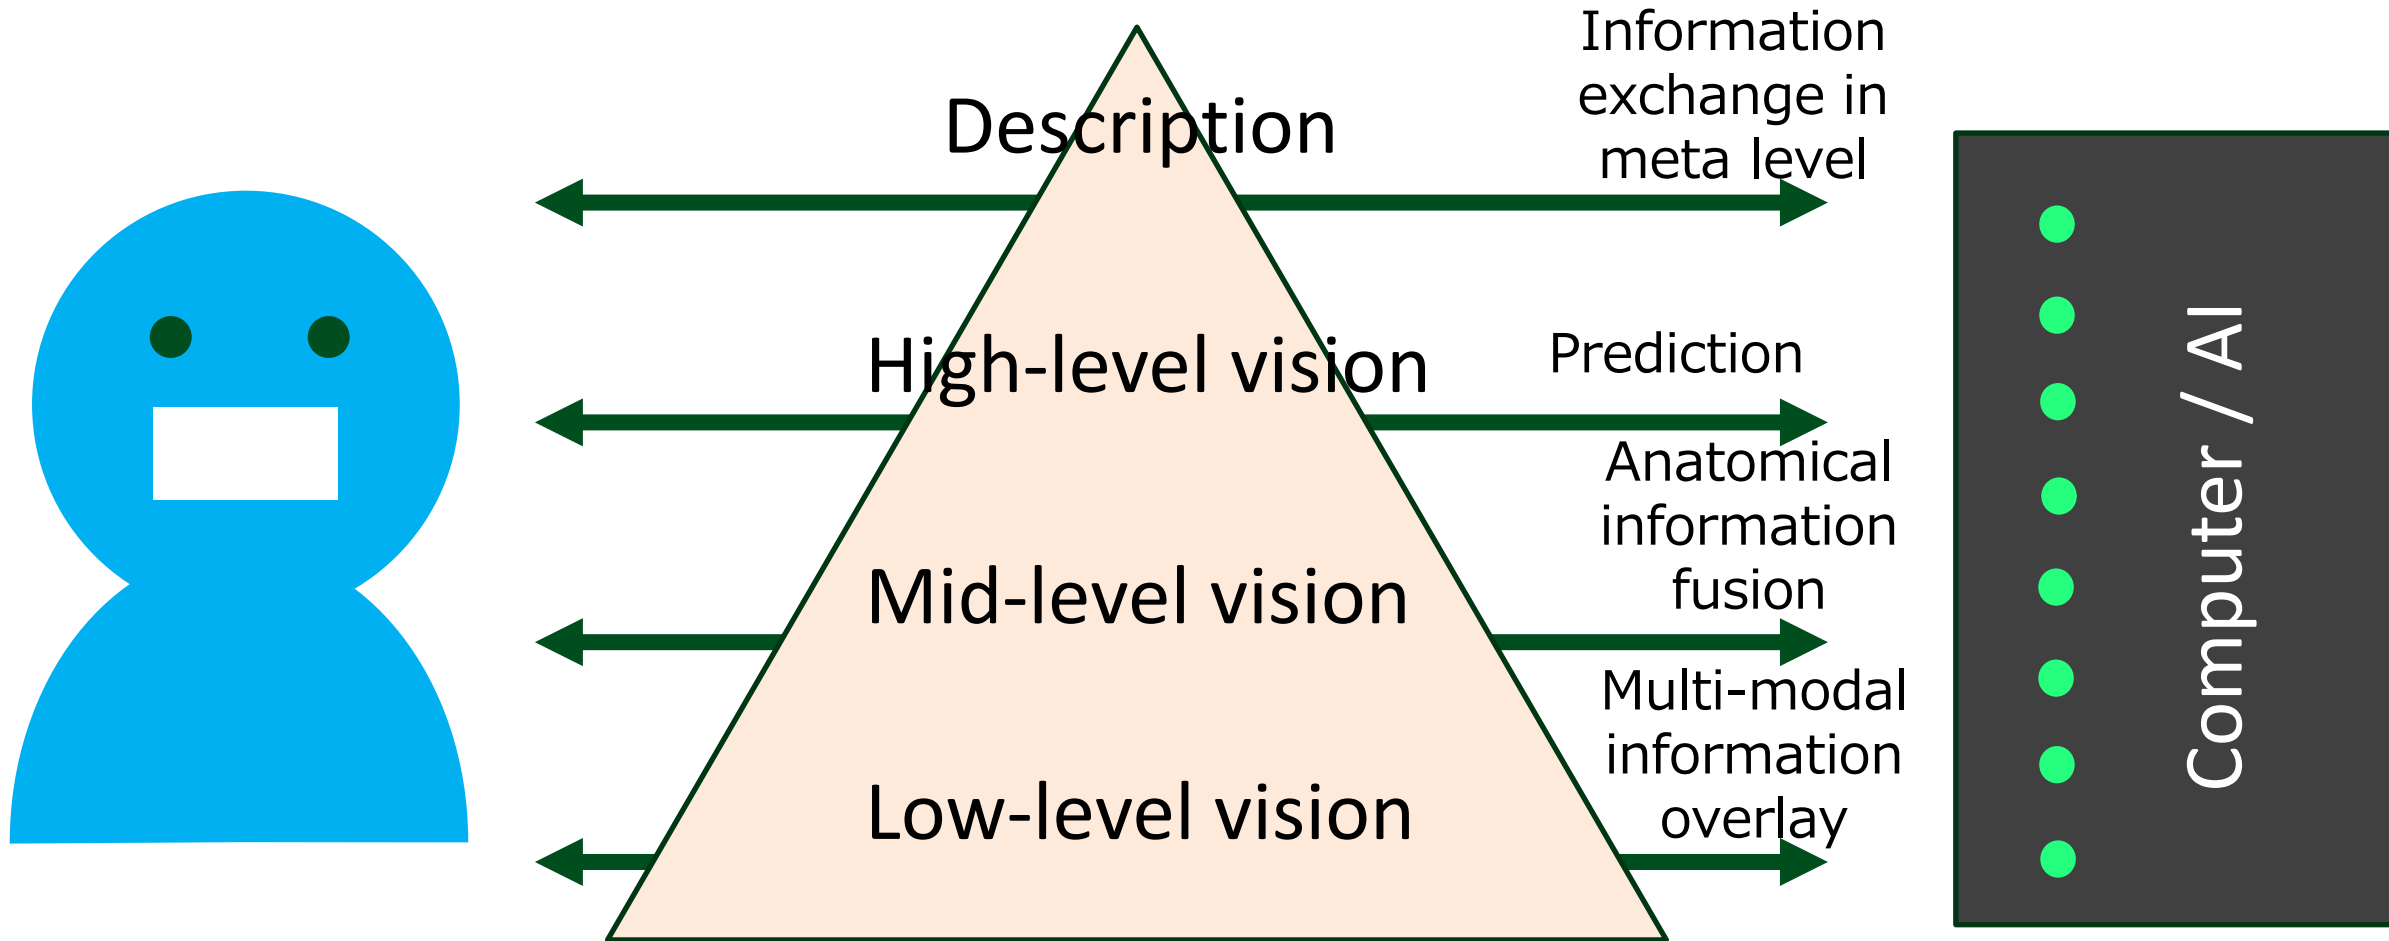 Description
Information
exchange in
meta level
High-level vision
Prediction
Mid-level vision
Anatomical
information
fusion
Low-level vision
Multi-modal
information
overlay
Computer / AI